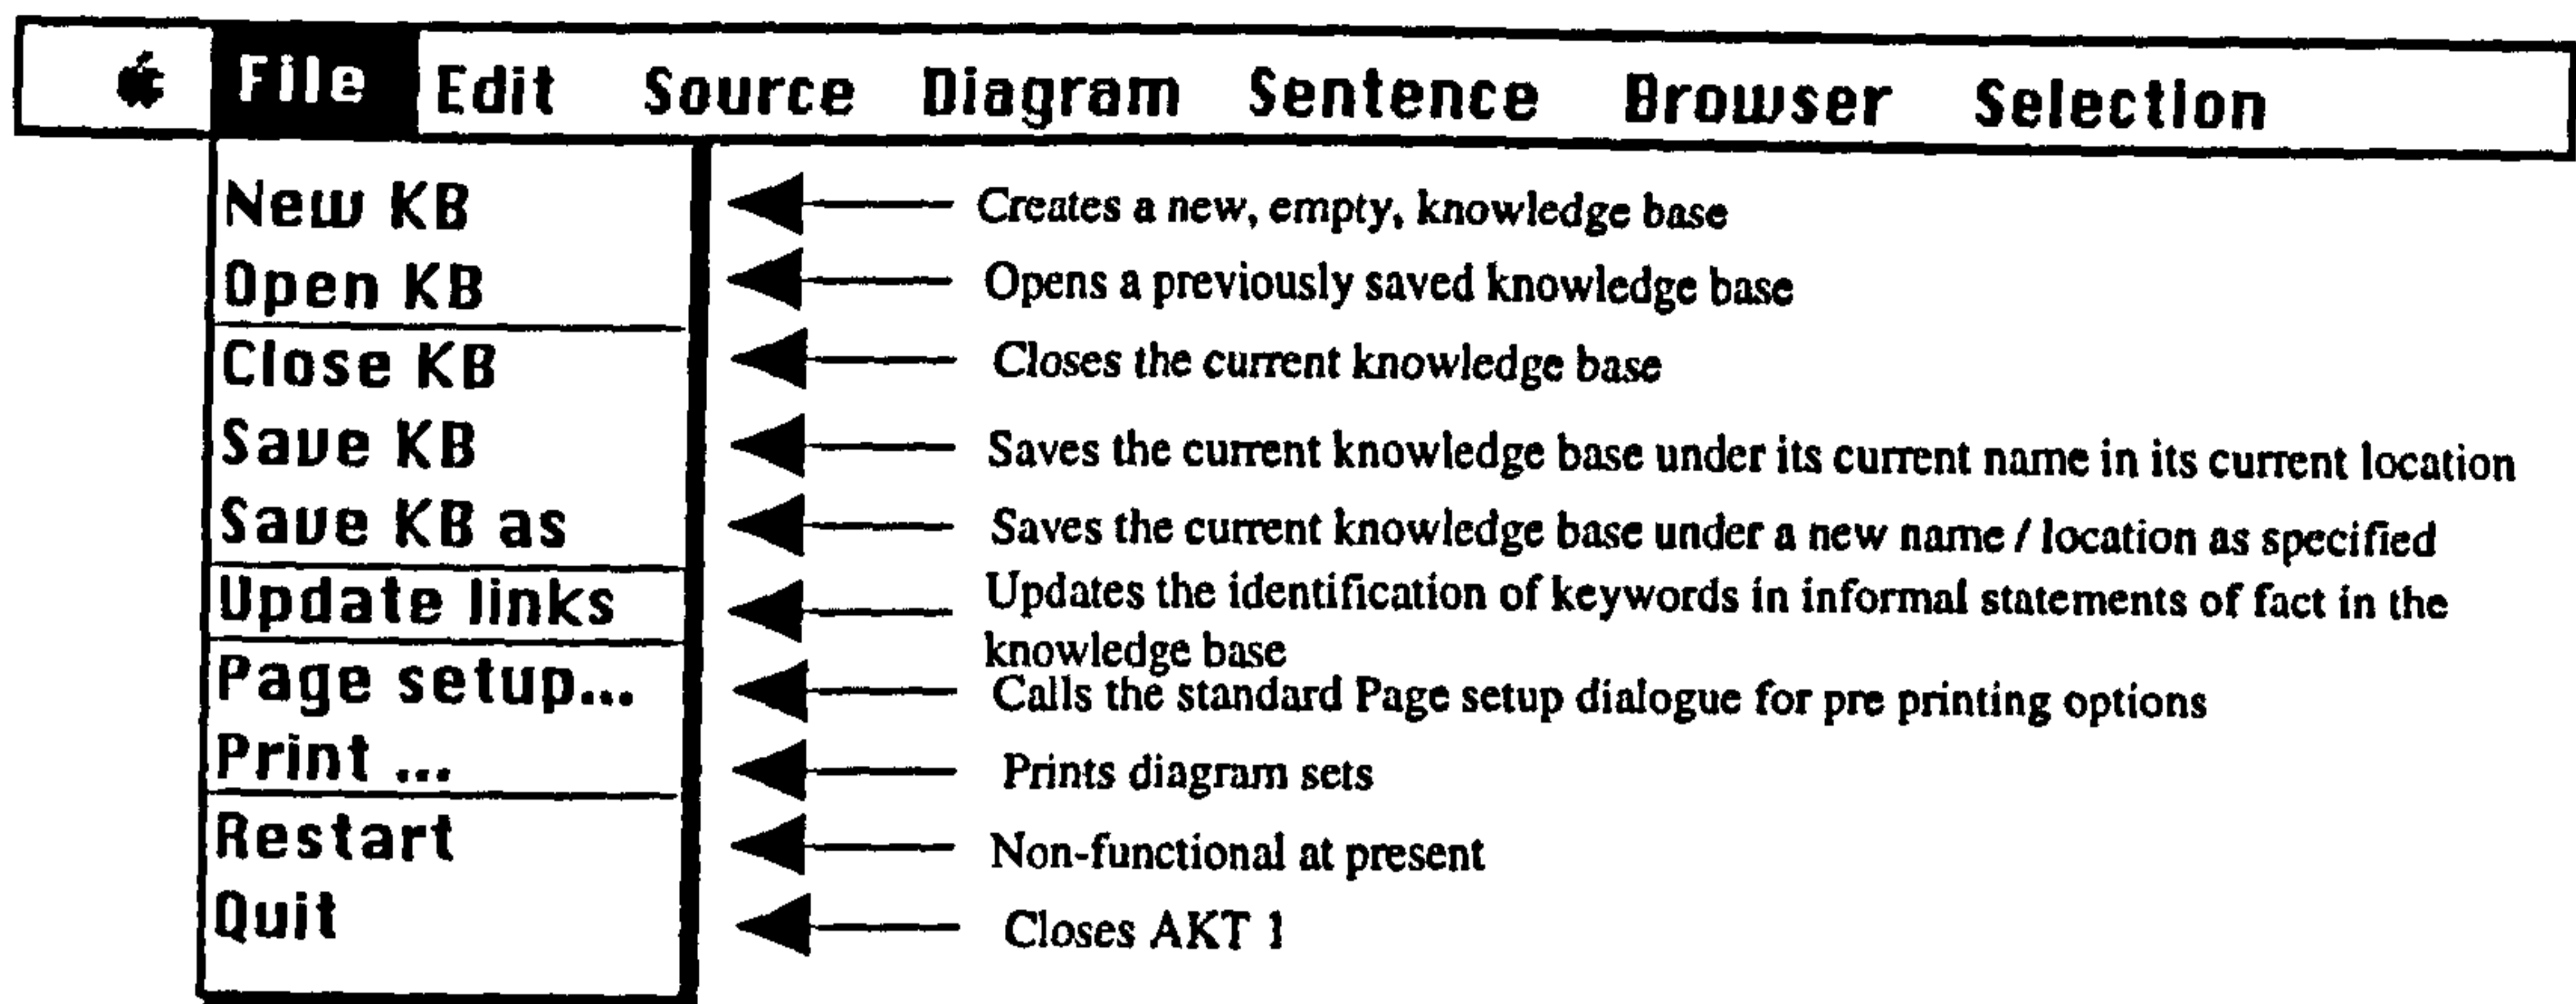 File Edit Source Diagram Sentence Browser Selection
New KB Creates a new, empty, knowledge base
Open KB Opens a previously saved knowledge base
Close KB Closes the current knowledge base
Save KB Saves the current knowledge base under its current name in its current location
Save KB as Saves the current knowledge base under a new name / location as specified
Update links Updates the identification of keywords in informal statements of fact in the
knowledge base
Page setup... Calls the standard Page setup dialogue for pre printing options
Print ... Prints diagram sets
Restart Non-functional at present
Quit Closes AKT 1